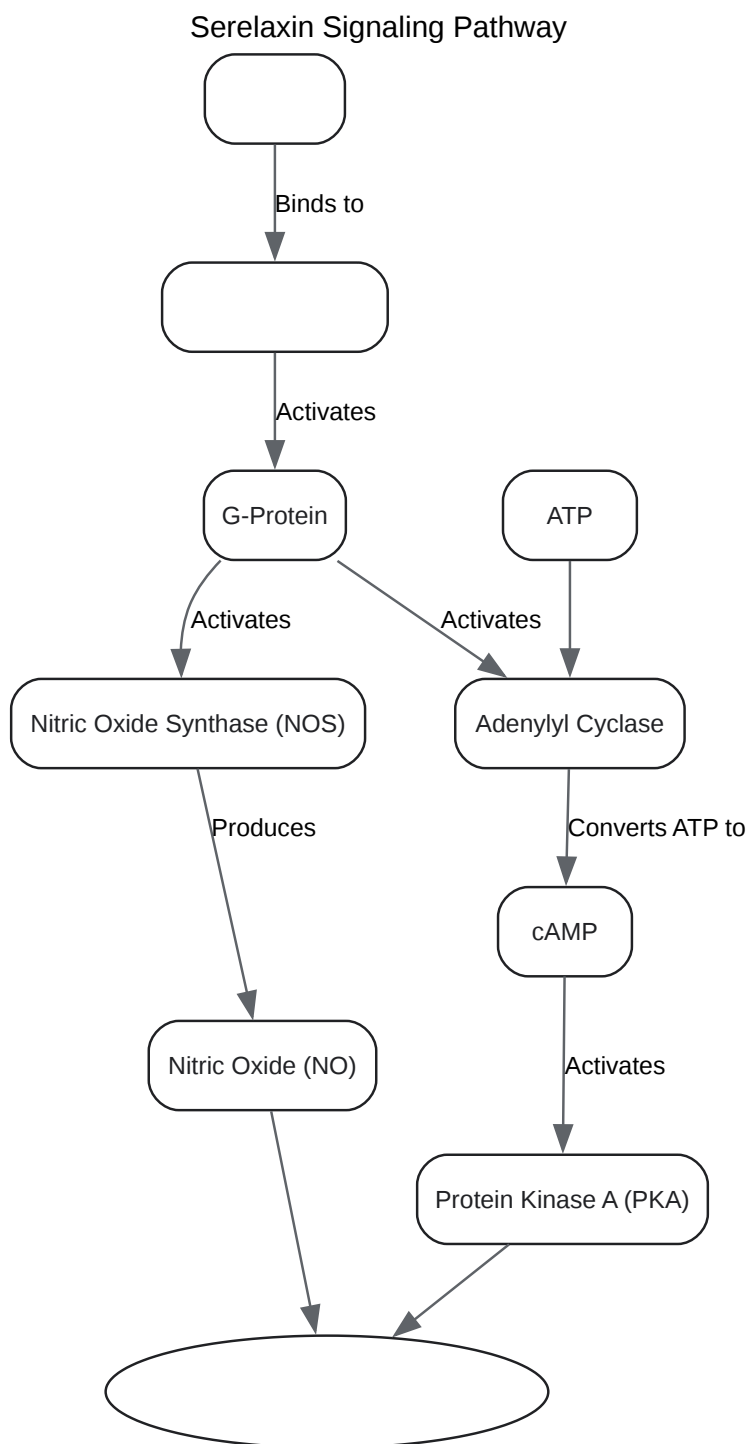 Serelaxin Signaling Pathway
Binds to
Activates
G-Protein
ATP
Activates
Activates
Nitric Oxide Synthase (NOS)
Adenylyl Cyclase
Produces
Converts ATP to
cAMP
Nitric Oxide (NO)
Activates
Protein Kinase A (PKA)